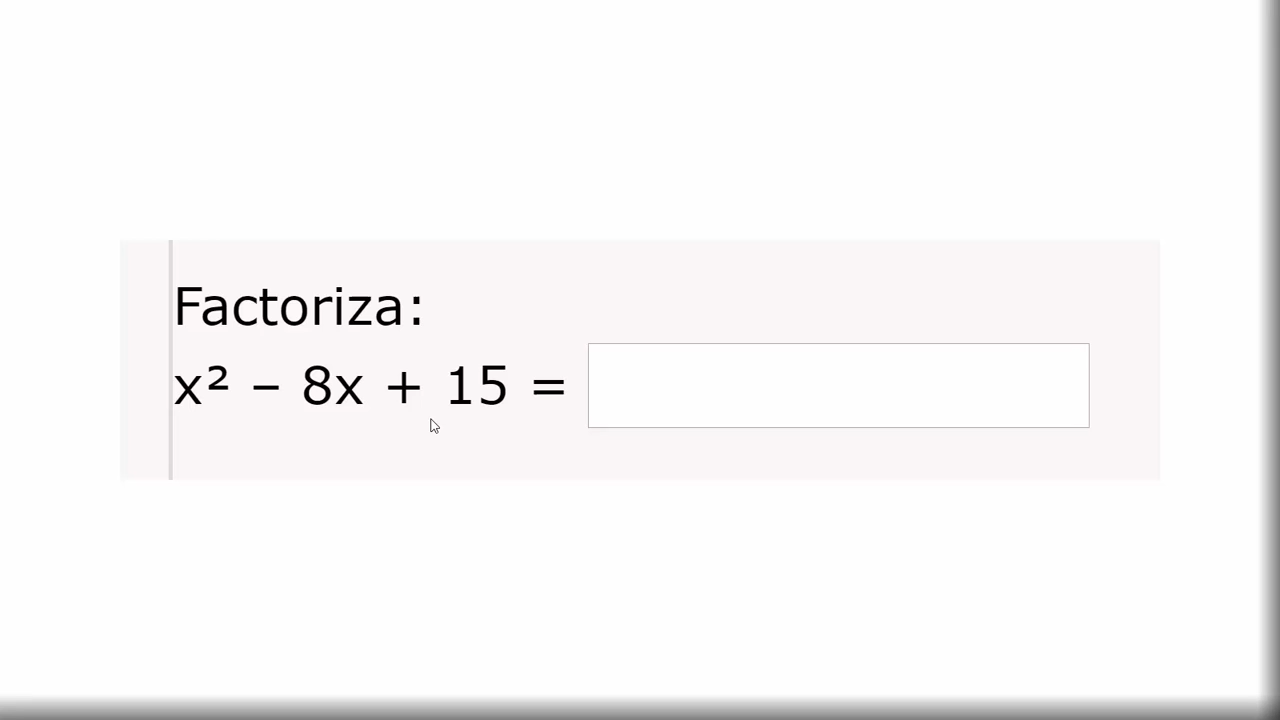 Factoriza:
x² – 8x + 15 =